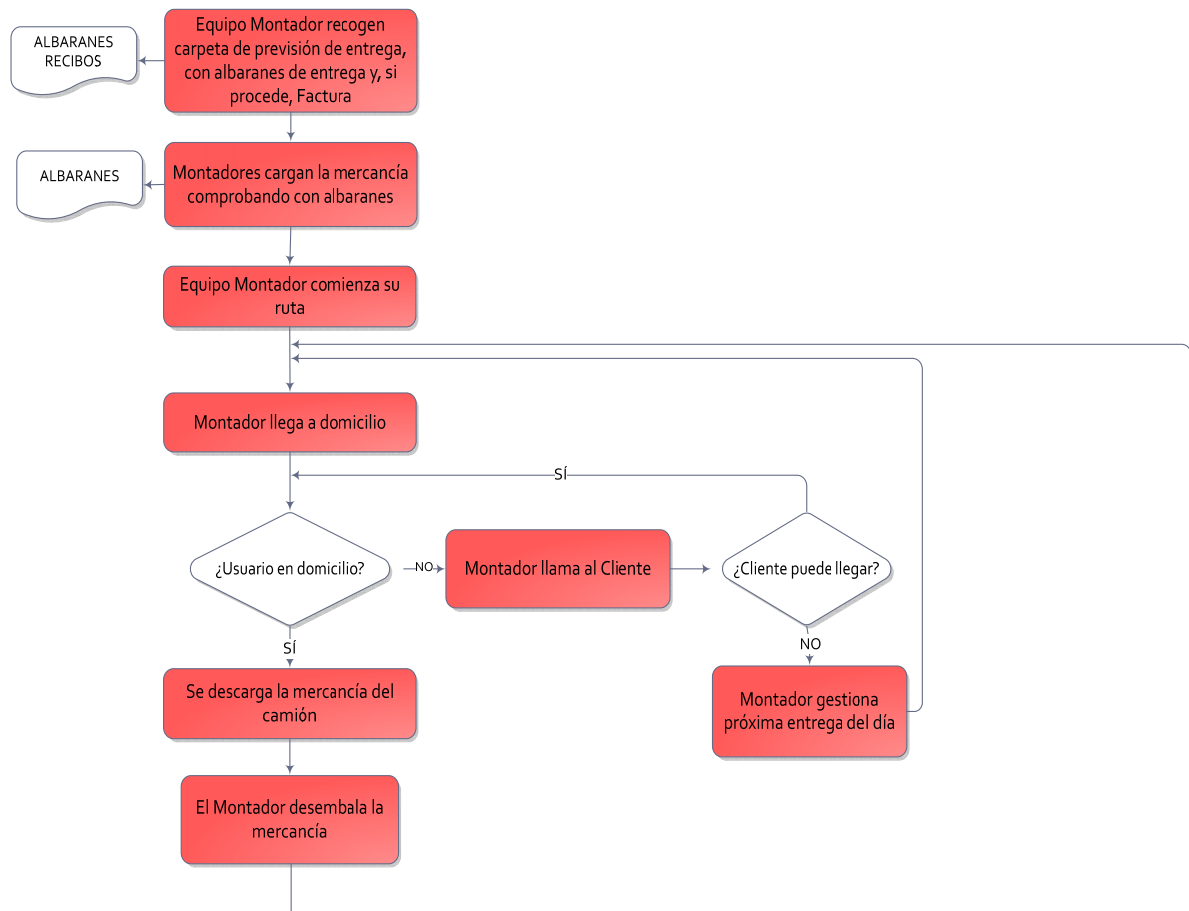 ALBARANES
RECIBOS
Equipo Montador recogen
carpeta de previsión de entrega,
con albaranes de entrega y, si
procede, Factura
ALBARANES
Montadores cargan la mercancía
comprobando con albaranes
Equipo Montador comienza su
ruta
Montador llega a domicilio
SÍ
¿Usuario en domicilio?
NO
Montador llama al Cliente
¿Cliente puede llegar?
SÍ
NO
Se descarga la mercancía del
camión
Montador gestiona
próxima entrega del día
El Montador desembala la
mercancía